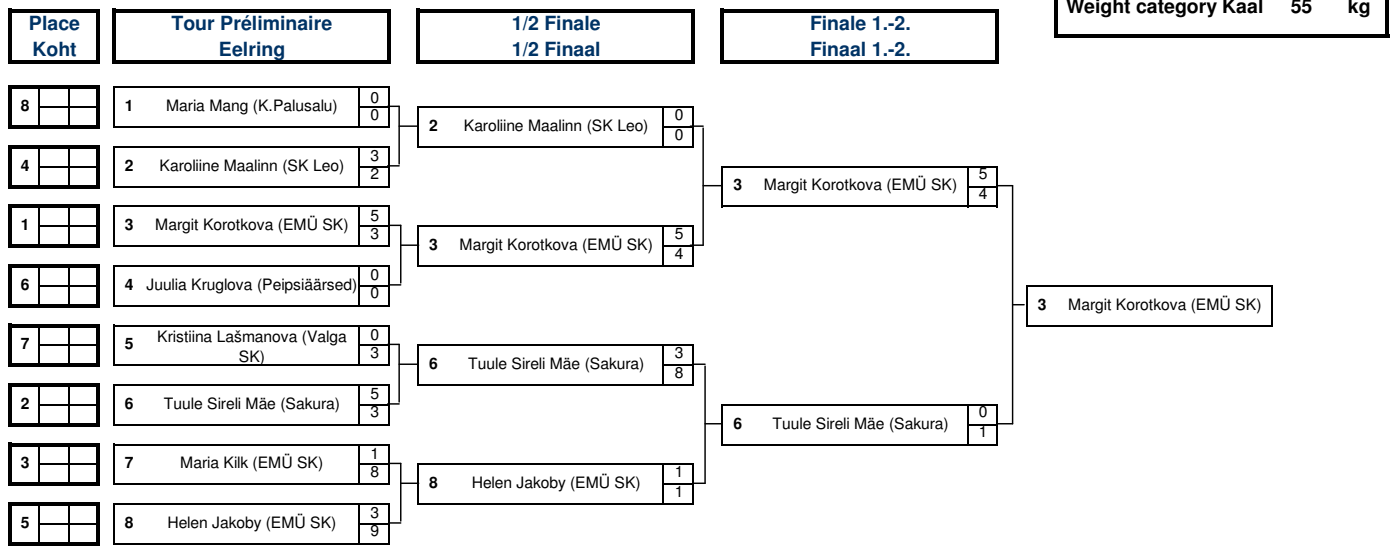 Weight category Kaal 55 kg
Place Koht
Tour Préliminaire Eelring
1/2 Finale 1/2 Finaal
Finale 1.-2. Finaal 1.-2.
8
1 Maria Mang (K.Palusalu) 0 0
2 Karoliine Maalinn (SK Leo) 0 0
4
2 Karoliine Maalinn (SK Leo) 3 2
3 Margit Korotkova (EMÜ SK) 5 4
1
3 Margit Korotkova (EMÜ SK) 5 3
3 Margit Korotkova (EMÜ SK) 5 4
6
4 Juulia Kruglova (Peipsiäärsed) 0 0
3 Margit Korotkova (EMÜ SK)
7
5 Kristiina Lašmanova (Valga
SK) 0 3
6 Tuule Sireli Mäe (Sakura) 3 8
2
6 Tuule Sireli Mäe (Sakura) 5 3
6 Tuule Sireli Mäe (Sakura) 0 1
3
7 Maria Kilk (EMÜ SK) 1 8
8 Helen Jakoby (EMÜ SK) 1 1
5
8 Helen Jakoby (EMÜ SK) 3 9